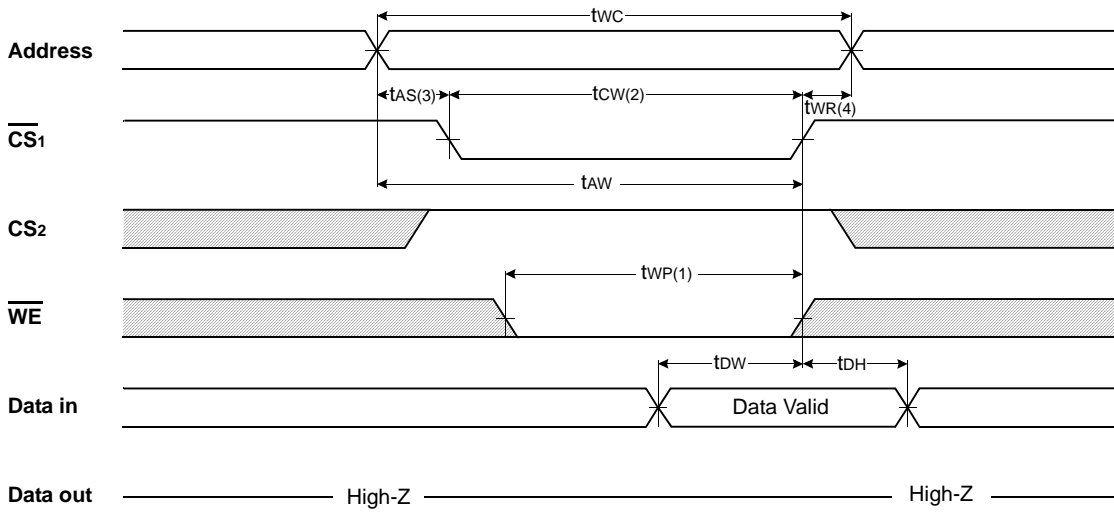 tWC
Address
tAS(3)
tCW(2)
tWR(4)
CS1
tAW
CS2
tWP(1)
WE
tDW
tDH
Data in
Data Valid
Data out
High-Z
High-Z